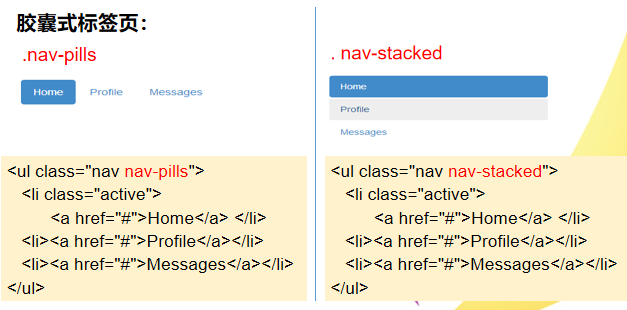 胶囊式标签页：
.nav-pills
Home Profile Messages
<ul class="nav nav-pills">
<li class="active">
<a href="#">Home</a> </li>
<li><a href="#">Profile</a></li>
<li><a href="#">Messages</a></li>
</ul>
. nav-stacked
Home
Profile
Messages
<ul class="nav nav-stacked">
<li class="active">
<a href="#">Home</a> </li>
<li><a href="#">Profile</a></li>
<li><a href="#">Messages</a></li>
</ul>